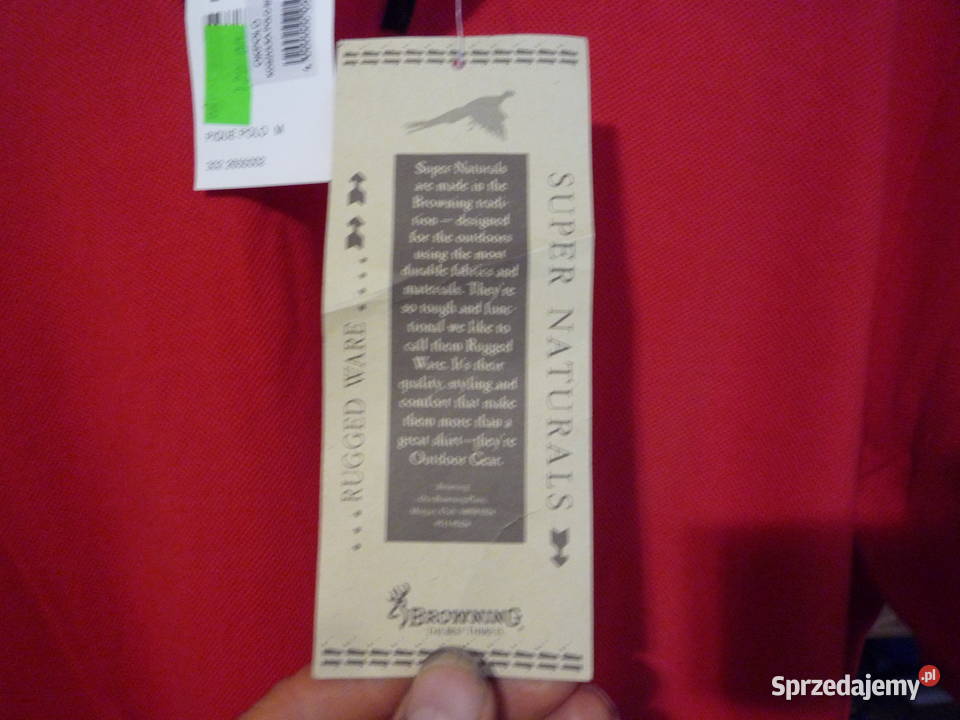 PIQUE POLO M
Super Naturals
are made in the
Browning tradi-
tion — designed
for the outdoors
using the most
durable fabrics and
materials. They're
so tough and func-
tional we like to
call them Rugged
Ware. It's their
quality, styling and
comfort that make
them more than a
great shirt—they're
Outdoor Gear.
RUGGED WARE
SUPER NATURALS
BROWNING
Sprzedajemy.pl